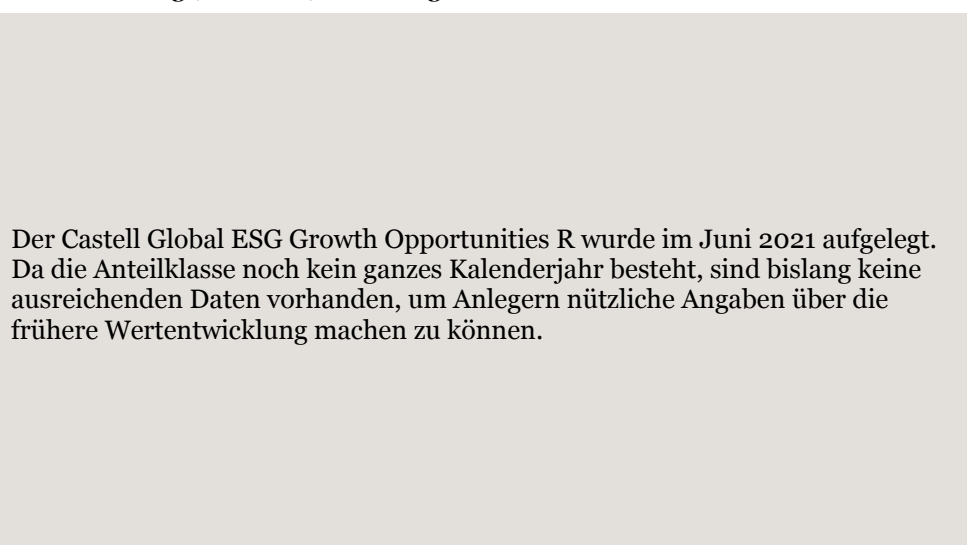 Der Castell Global ESG Growth Opportunities R wurde im Juni 2021 aufgelegt.
Da die Anteilklasse noch kein ganzes Kalenderjahr besteht, sind bislang keine
ausreichenden Daten vorhanden, um Anlegern nützliche Angaben über die
frühere Wertentwicklung machen zu können.